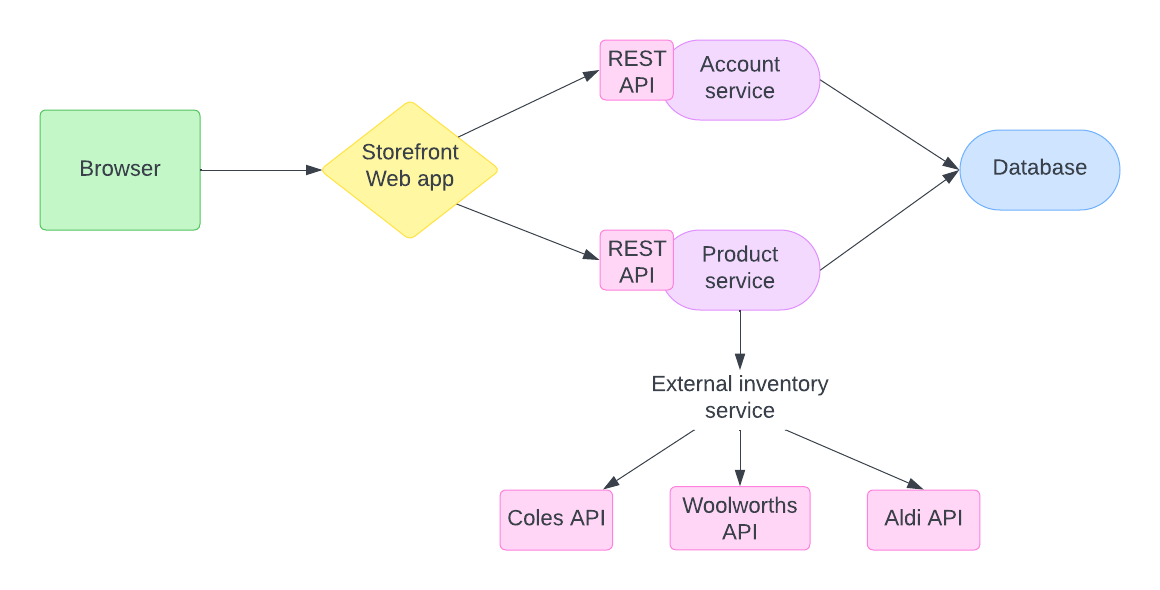 Browser
Storefront
Web app
REST
API
Account
service
REST
API
Product
service
Database
External inventory
service
Coles API
Woolworths
API
Aldi API